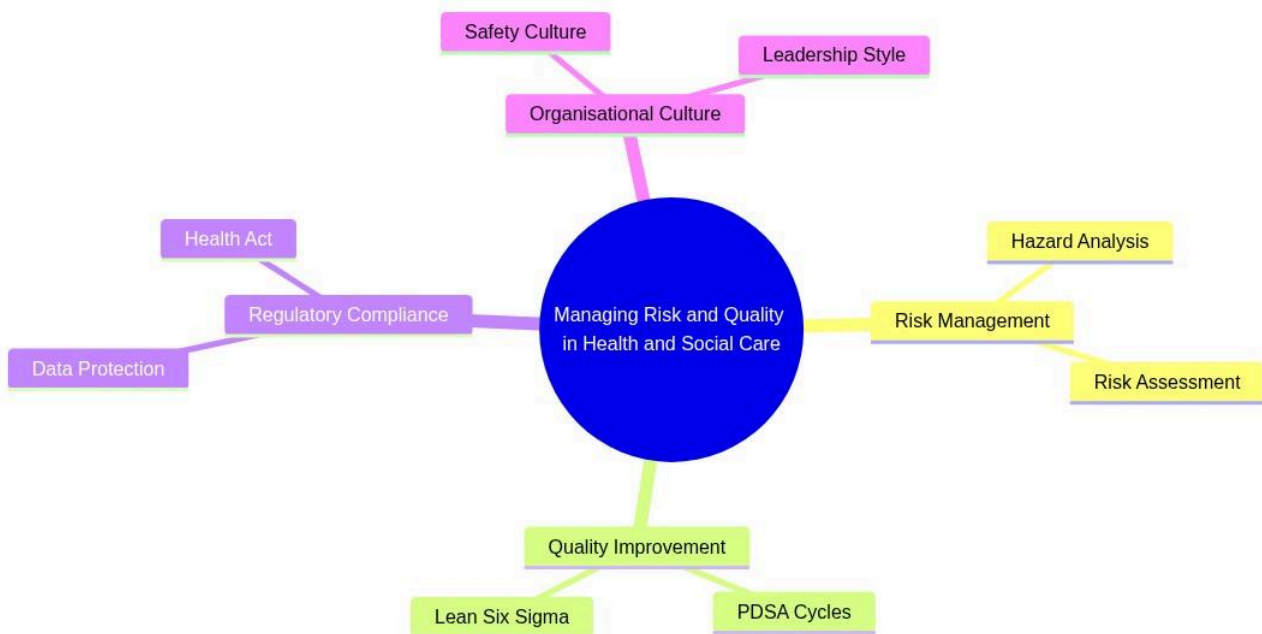 Safety Culture
Leadership Style
Organisational Culture
Health Act
Hazard Analysis
Regulatory Compliance
Managing Risk and Quality
in Health and Social Care
Risk Management
Data Protection
Risk Assessment
Quality Improvement
Lean Six Sigma
PDSA Cycles